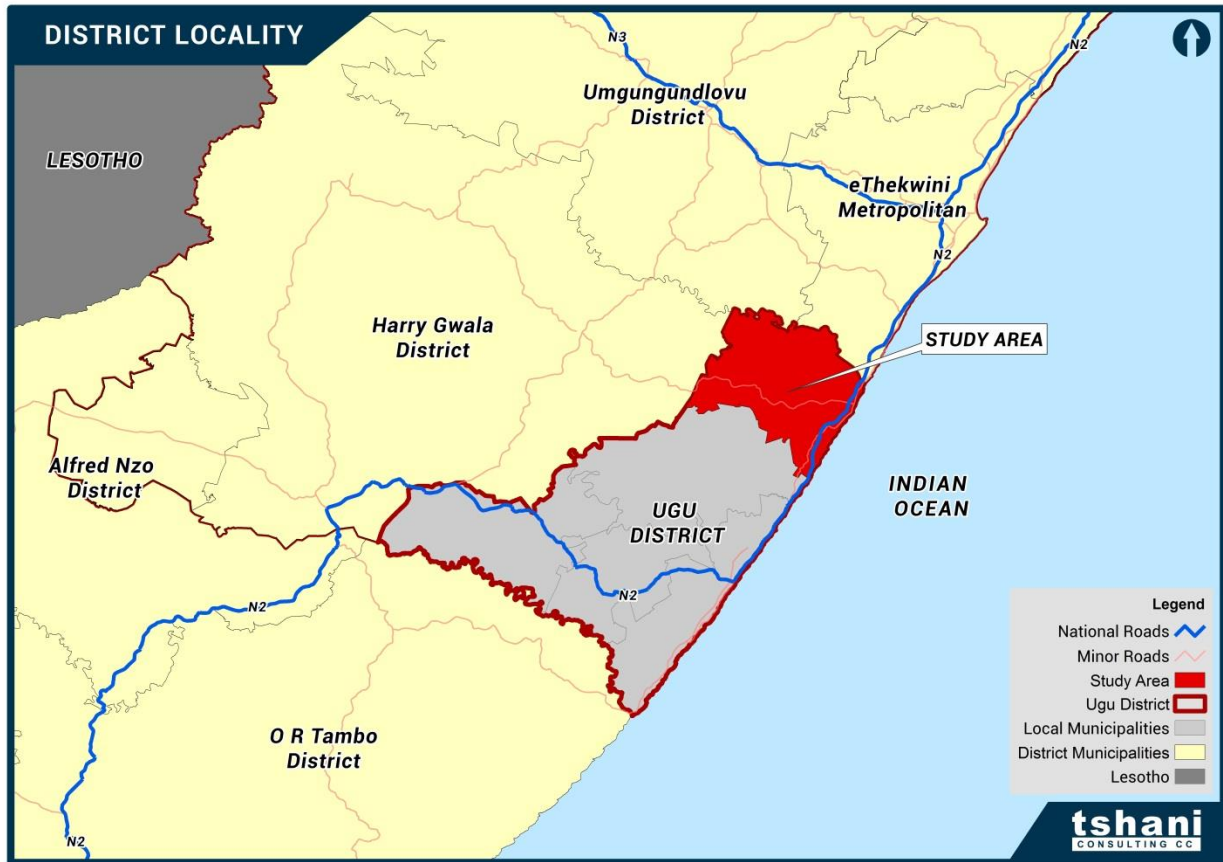 DISTRICT LOCALITY
N3
N2
Umgungundlovu
District
LESOTHO
eThekwini
Metropolitan
N2
Harry Gwala
District
STUDY AREA
Alfred Nzo
District
INDIAN
OCEAN
UGU
DISTRICT
N2
N2
O R Tambo
District
N2
Legend
National Roads
Minor Roads
Study Area
Ugu District
Local Municipalities
District Municipalities
Lesotho
tshani
CONSULTING CC